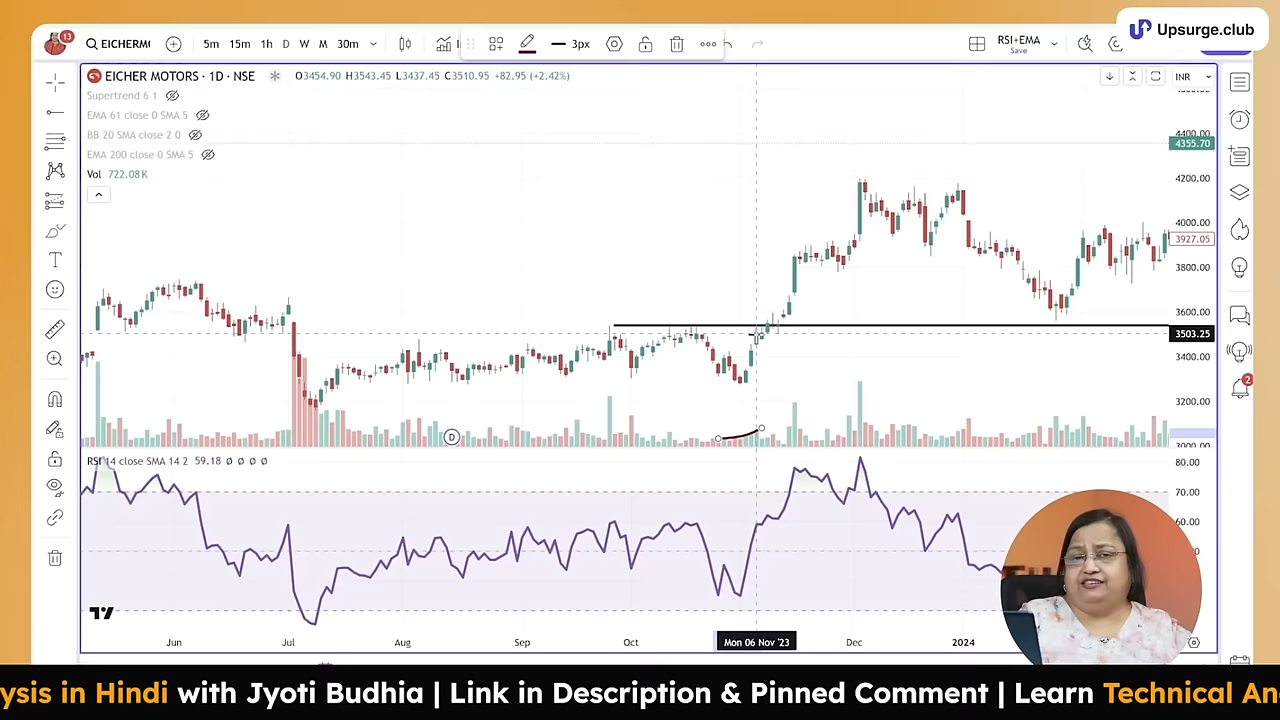 Upsurge.club
13
EICHERMO
5m 15m 1h D W M 30m
3px
RSI+EMA
Save
EICHER MOTORS · 1D · NSE
O3454.90 H3543.45 L3437.45 C3510.95 +82.95 (+2.42%)
INR
Supertrend 6 1
EMA 61 close 0 SMA 5
BB 20 SMA close 2 0
EMA 200 close 0 SMA 5
Vol 722.08K
4400.00
4355.70
4200.00
4000.00
3927.05
3800.00
3600.00
3503.25
3400.00
3200.00
3000.00
D
2
RSI 14 close SMA 14 2 59.18 Ø Ø Ø Ø
80.00
70.00
60.00
Jun Jul Aug Sep Oct Mon 06 Nov '23 Dec 2024
ysis in Hindi with Jyoti Budhia | Link in Description & Pinned Comment | Learn Technical An